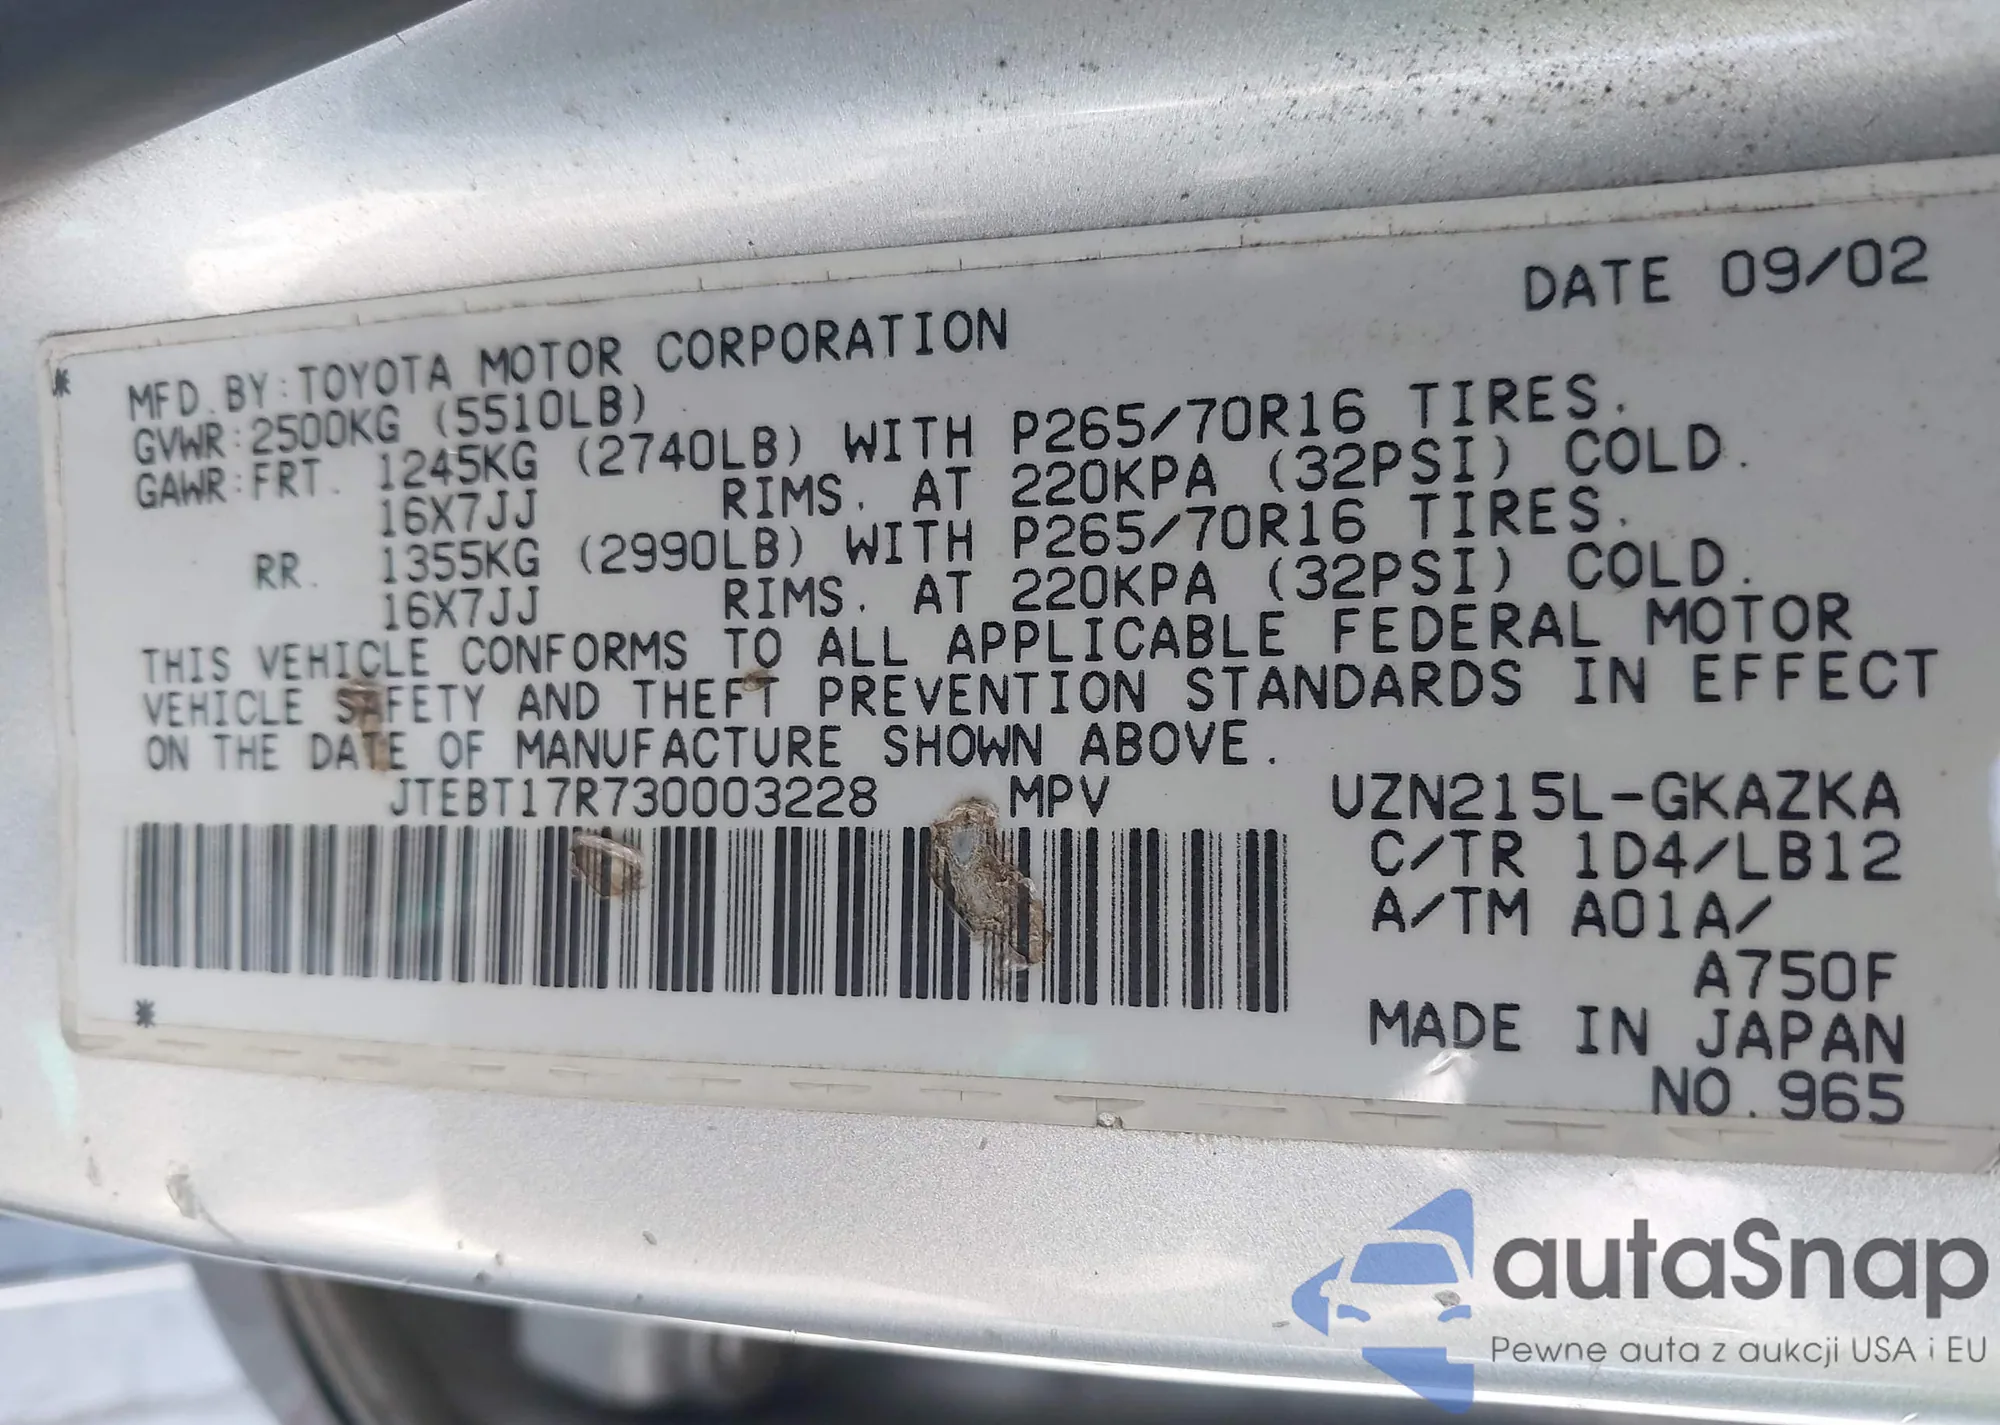 DATE 09/02
MFD. BY: TOYOTA MOTOR CORPORATION
GVWR: 2500KG (5510LB)
GAWR: FRT. 1245KG (2740LB) WITH P265/70R16 TIRES.
16X7JJ RIMS. AT 220KPA (32PSI) COLD.
RR. 1355KG (2990LB) WITH P265/70R16 TIRES.
16X7JJ RIMS. AT 220KPA (32PSI) COLD.
THIS VEHICLE CONFORMS TO ALL APPLICABLE FEDERAL MOTOR
VEHICLE SAFETY AND THEFT PREVENTION STANDARDS IN EFFECT
ON THE DATE OF MANUFACTURE SHOWN ABOVE.
JTEBT17R730003228 MPV UZN215L-GKAZKA
C/TR 1D4/LB12
A/TM A01A/
A750F
MADE IN JAPAN
NO. 965
autaSnap
Pewne auta z aukcji USA i EU